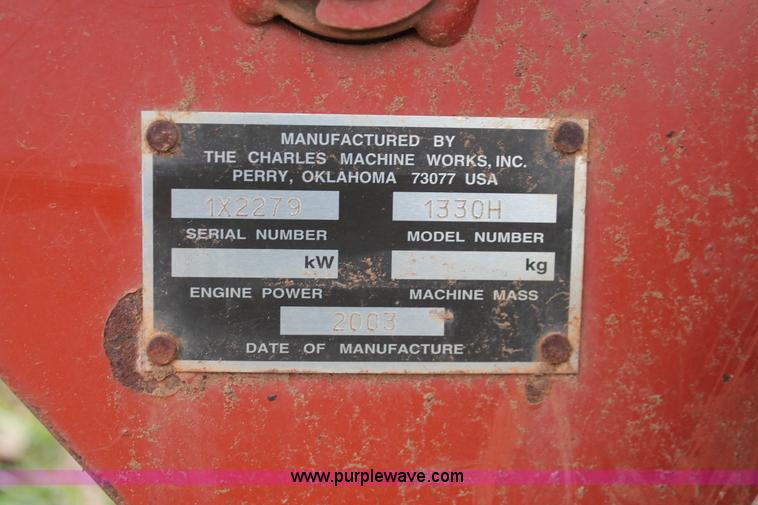 MANUFACTURED BY
THE CHARLES MACHINE WORKS, INC.
PERRY, OKLAHOMA 73077 USA
1X2279 1330H
SERIAL NUMBER MODEL NUMBER
kW kg
ENGINE POWER MACHINE MASS
2003
DATE OF MANUFACTURE
www.purplewave.com